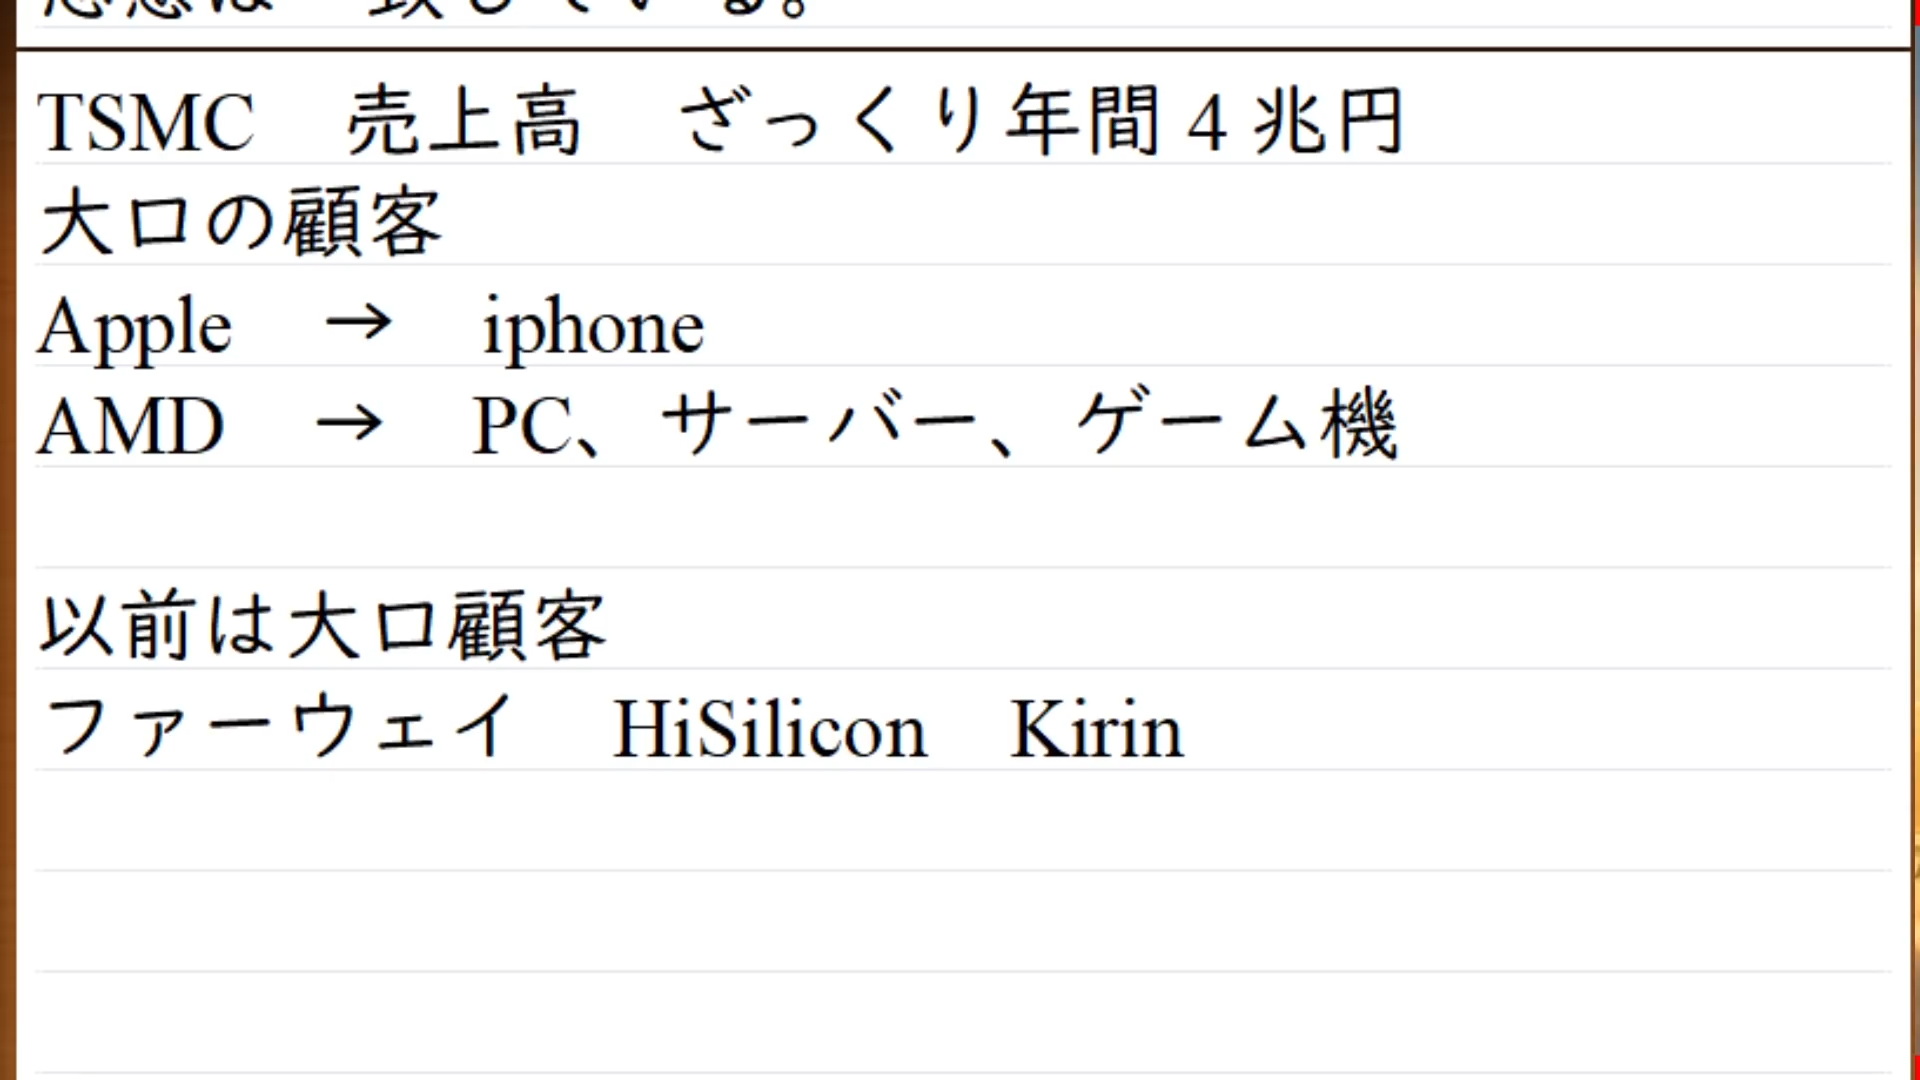 TSMC　売上高　ざっくり年間4兆円
大口の顧客
Apple　→　iphone
AMD　→　PC、サーバー、ゲーム機
以前は大口顧客
ファーウェイ　HiSilicon　Kirin